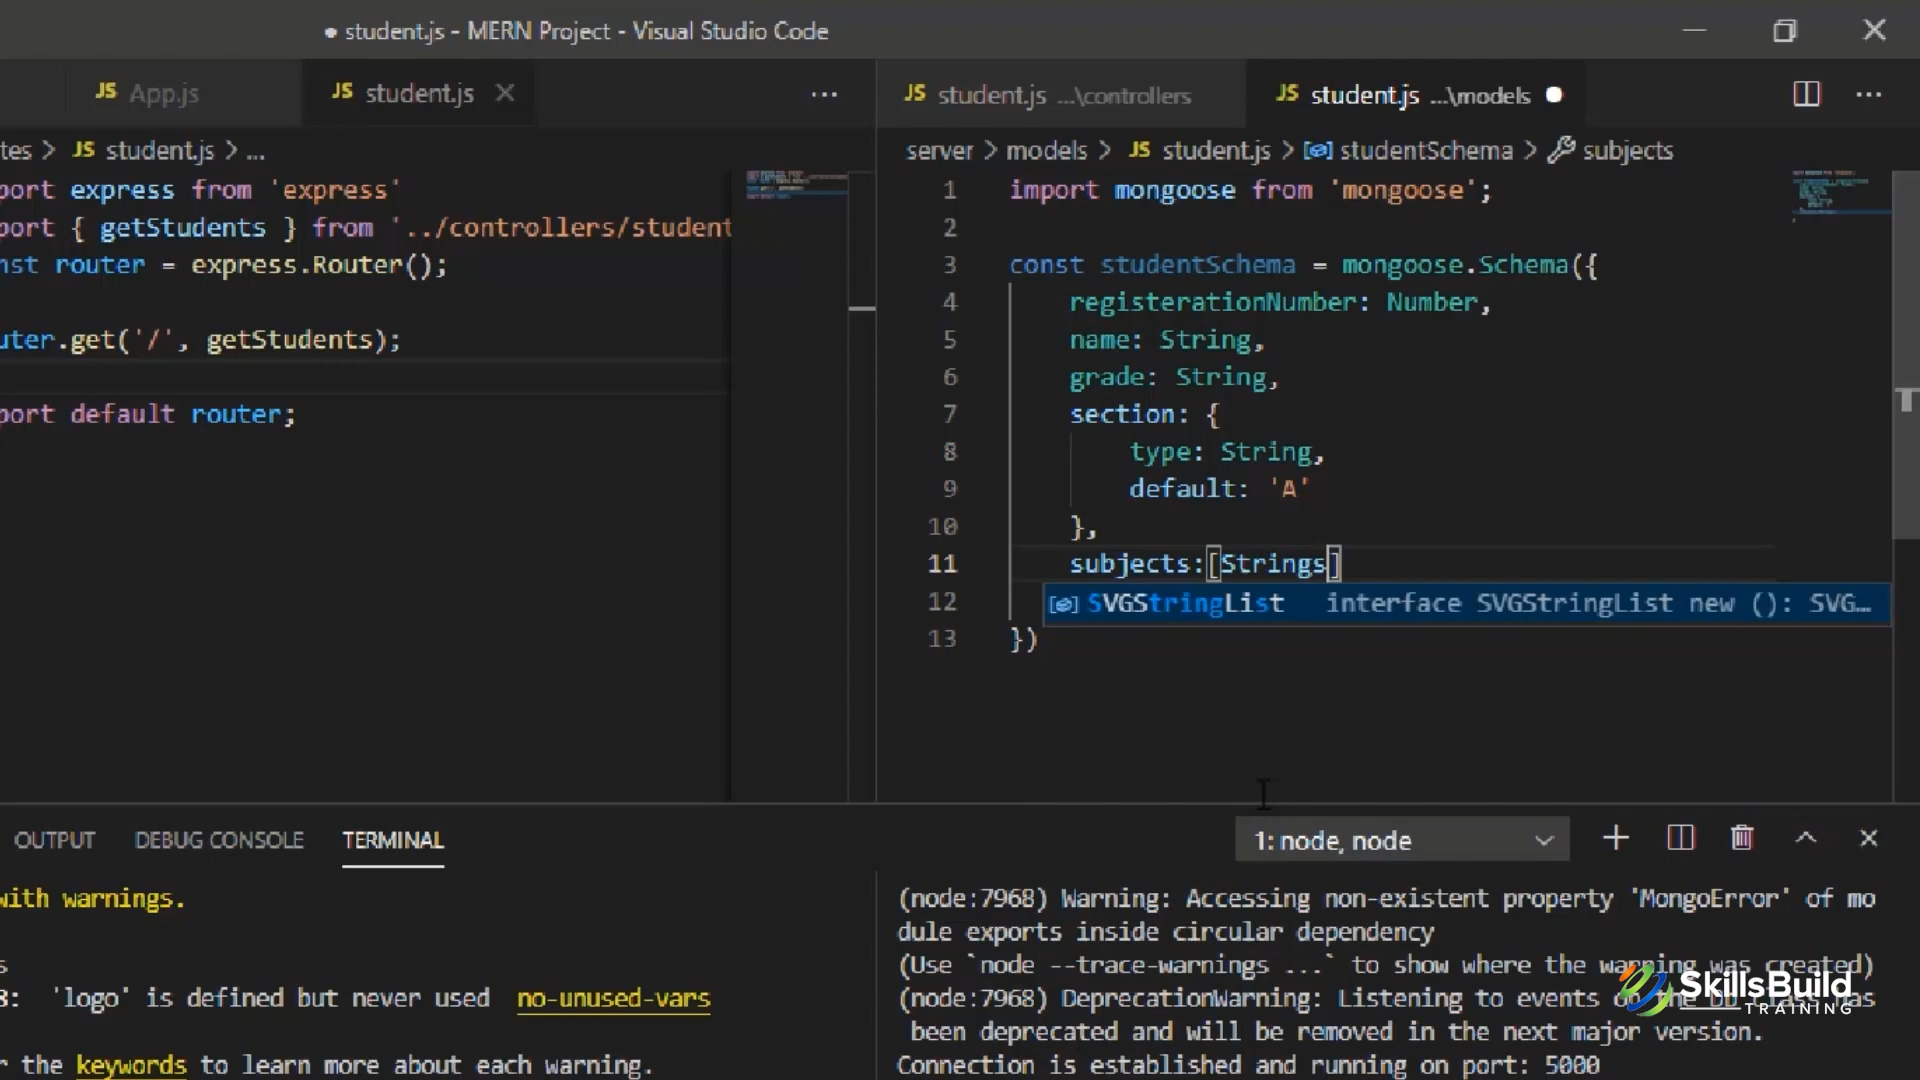 student.js - MERN Project - Visual Studio Code
JS App.js
JS student.js
JS student.js ...\controllers
JS student.js ...\models
tes > JS student.js > ...
port express from 'express'
port { getStudents } from '../controllers/student
nst router = express.Router();
uter.get('/', getStudents);
port default router;
server > models > JS student.js > studentSchema > subjects
1 import mongoose from 'mongoose';
2
3 const studentSchema = mongoose.Schema({
4 registerationNumber: Number,
5 name: String,
6 grade: String,
7 section: {
8 type: String,
9 default: 'A'
10 },
11 subjects:[Strings]
12
SVGStringList interface SVGStringList new (): SVG…
13 })
OUTPUT
DEBUG CONSOLE
TERMINAL
1: node, node
with warnings.
s
8: 'logo' is defined but never used no-unused-vars
r the keywords to learn more about each warning.
(node:7968) Warning: Accessing non-existent property 'MongoError' of mo
dule exports inside circular dependency
(Use `node --trace-warnings ...` to show where the warning was created)
(node:7968) DeprecationWarning: Listening to events on the Db class has
been deprecated and will be removed in the next major version.
Connection is established and running on port: 5000
SkillsBuild
TRAINING